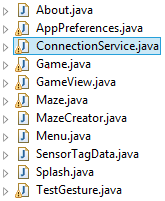 About.java
AppPreferences.java
ConnectionService.java
Game.java
GameView.java
Maze.java
MazeCreator.java
Menu.java
SensorTagData.java
Splash.java
TestGesture.java